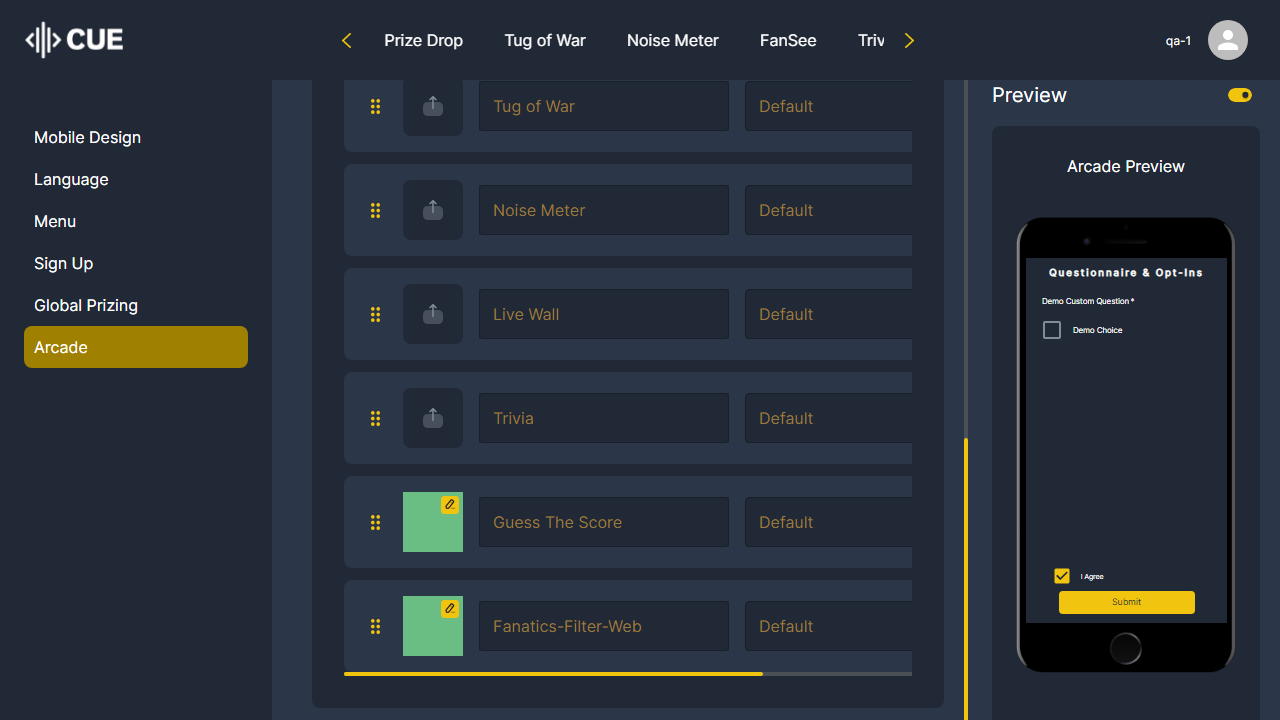 CUE
Prize Drop
Tug of War
Noise Meter
FanSee
Triv
qa-1
Mobile Design
Language
Menu
Sign Up
Global Prizing
Arcade
Tug of War
Default
Noise Meter
Default
Live Wall
Default
Trivia
Default
Guess The Score
Default
Fanatics-Filter-Web
Default
Preview
Arcade Preview
Questionnaire & Opt-Ins
Demo Custom Question *
Demo Choice
I Agree
Submit